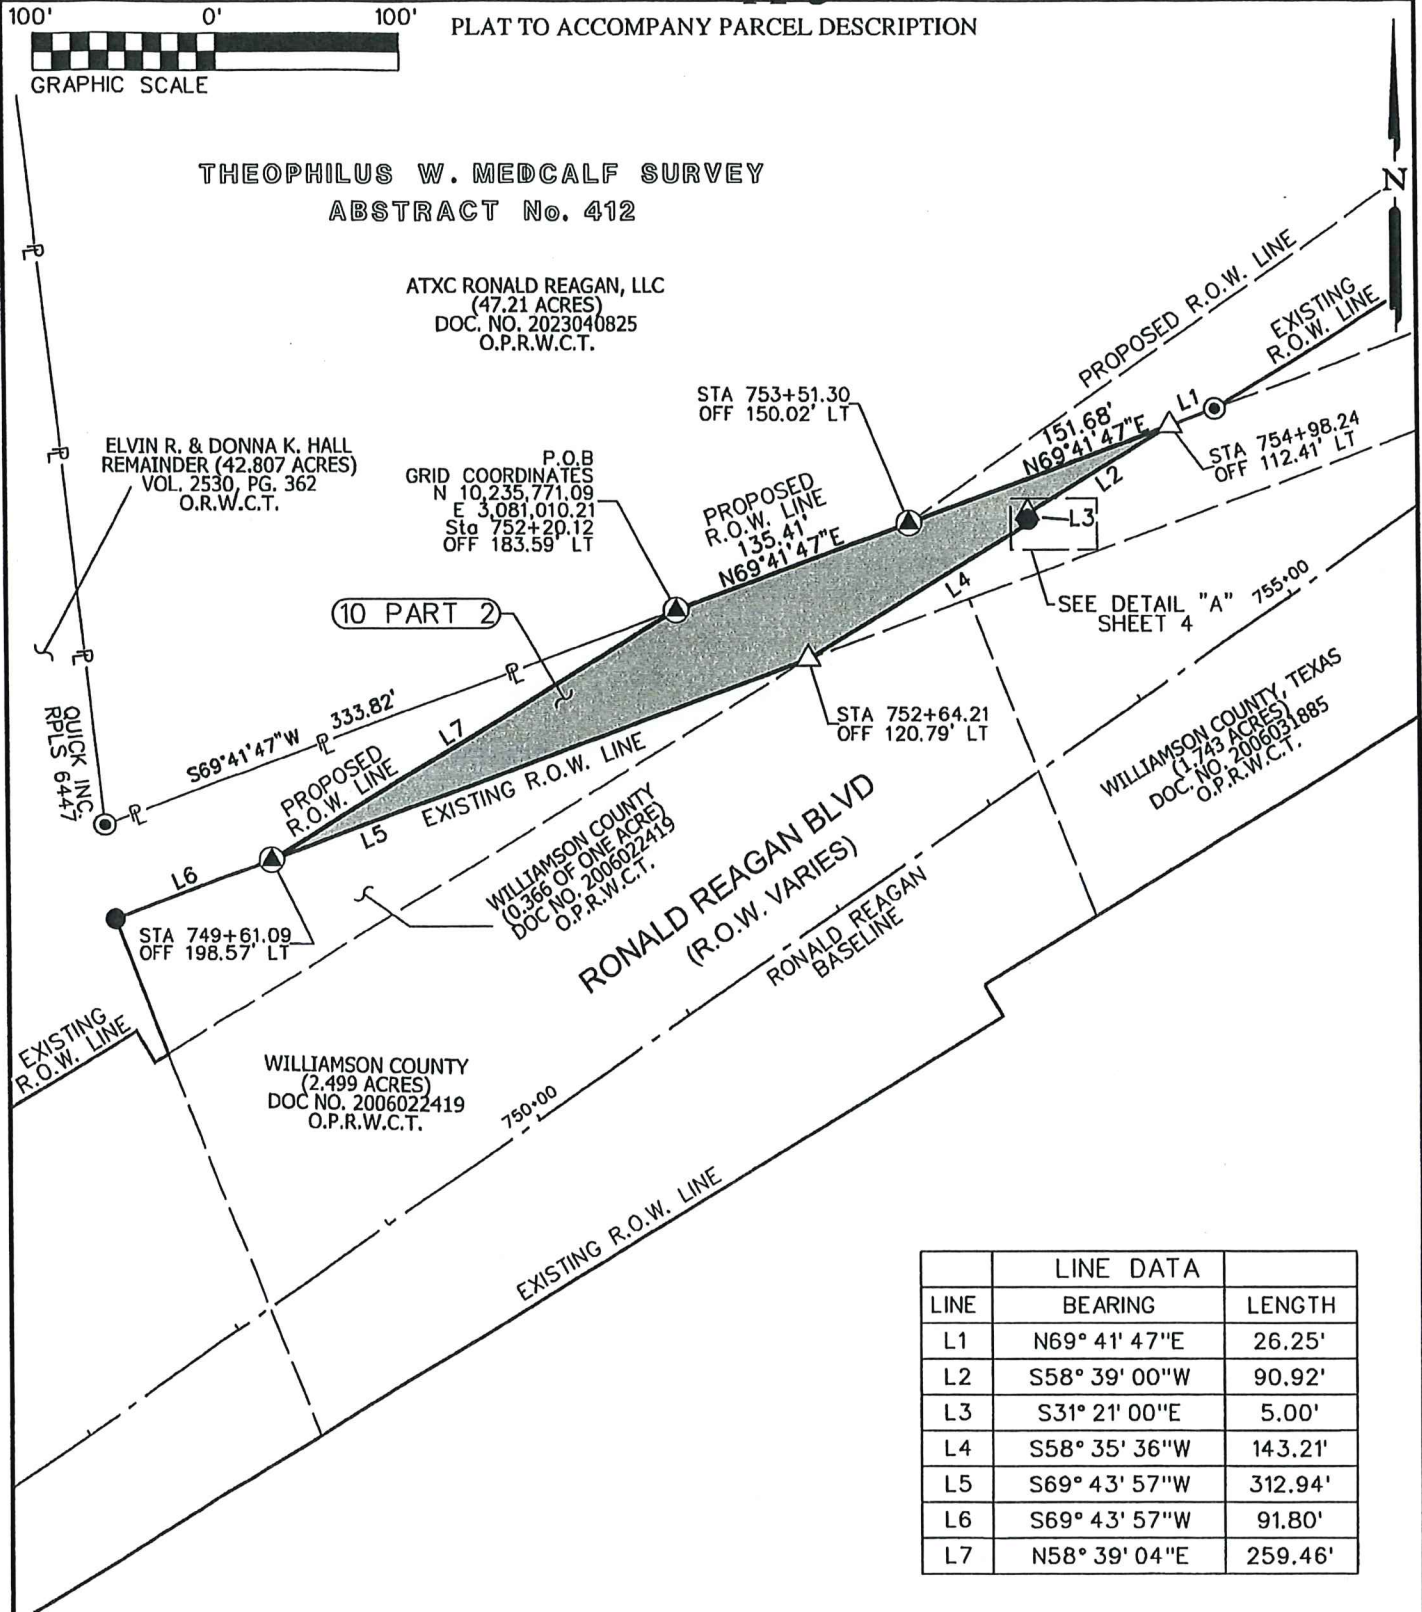 100' 0' 100'
PLAT TO ACCOMPANY PARCEL DESCRIPTION
GRAPHIC SCALE
THEOPHILUS W. MEDCALF SURVEY
ABSTRACT No. 412
N
ATXC RONALD REAGAN, LLC
(47.21 ACRES)
DOC. NO. 2023040825
O.P.R.W.C.T.
PROPOSED R.O.W. LINE
EXISTING
R.O.W. LINE
STA 753+51.30
OFF 150.02' LT
L1
151.68'
N69°41'47"E
L2
STA 754+98.24
OFF 112.41' LT
ELVIN R. & DONNA K. HALL
REMAINDER (42.807 ACRES)
VOL. 2530, PG. 362
O.R.W.C.T.
P.O.B
GRID COORDINATES
N 10,235,771.09
E 3,081,010.21
Sta 752+20.12
OFF 183.59' LT
PROPOSED
R.O.W. LINE
135.41'
N69°41'47"E
L3
L4
SEE DETAIL "A"
SHEET 4
755+00
10 PART 2
PL
PL
PL
PL
PL
PL
S69°41'47"W 333.82'
L7
QUICK INC.
RPLS 6447
STA 752+64.21
OFF 120.79' LT
WILLIAMSON COUNTY, TEXAS
(1.743 ACRES)
DOC. NO. 2006031885
O.P.R.W.C.T.
PROPOSED
R.O.W. LINE
L5
EXISTING R.O.W. LINE
L6
WILLIAMSON COUNTY
(0.366 OF ONE ACRE)
DOC NO. 2006022419
O.P.R.W.C.T.
RONALD REAGAN BLVD
(R.O.W. VARIES)
RONALD REAGAN
BASELINE
STA 749+61.09
OFF 198.57' LT
EXISTING
R.O.W. LINE
WILLIAMSON COUNTY
(2.499 ACRES)
DOC NO. 2006022419
O.P.R.W.C.T.
750+00
EXISTING R.O.W. LINE
LINE DATA
LINE BEARING LENGTH
L1 N69° 41' 47"E 26.25'
L2 S58° 39' 00"W 90.92'
L3 S31° 21' 00"E 5.00'
L4 S58° 35' 36"W 143.21'
L5 S69° 43' 57"W 312.94'
L6 S69° 43' 57"W 91.80'
L7 N58° 39' 04"E 259.46'